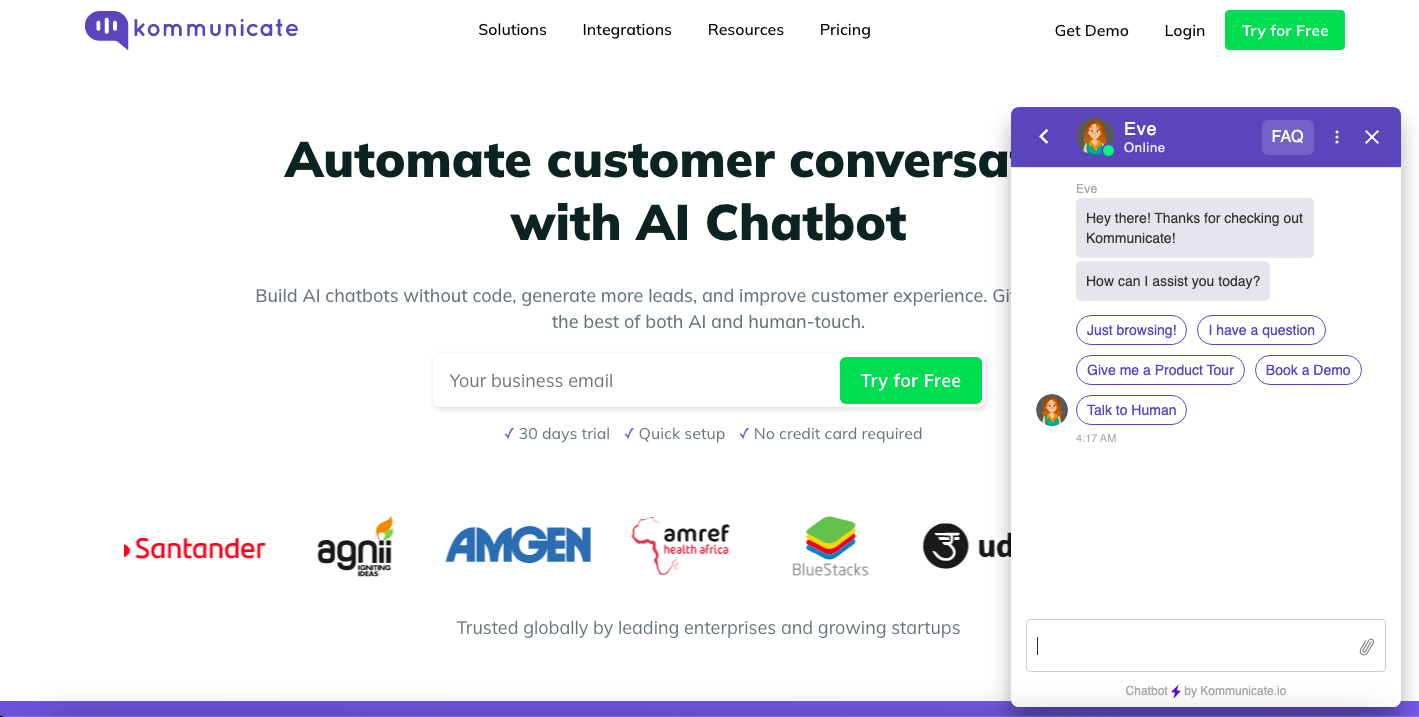 kommunicate
Solutions Integrations Resources Pricing
Get Demo Login Try for Free
Automate customer
with AI Chatbot
Build AI chatbots without code, generate more leads, and improve customer experience.
the best of both AI and human-touch.
Your business email
Try for Free
✓ 30 days trial ✓ Quick setup ✓ No credit card required
Santander
agnii
IGNITING
IDEAS
AMGEN
amref
health africa
BlueStacks
उ ud
Trusted globally by leading enterprises and growing startups
Eve
Online
FAQ
Eve
Hey there! Thanks for checking out
Kommunicate!
How can I assist you today?
Just browsing! I have a question
Give me a Product Tour Book a Demo
Talk to Human
4:17 AM
Chatbot by Kommunicate.io